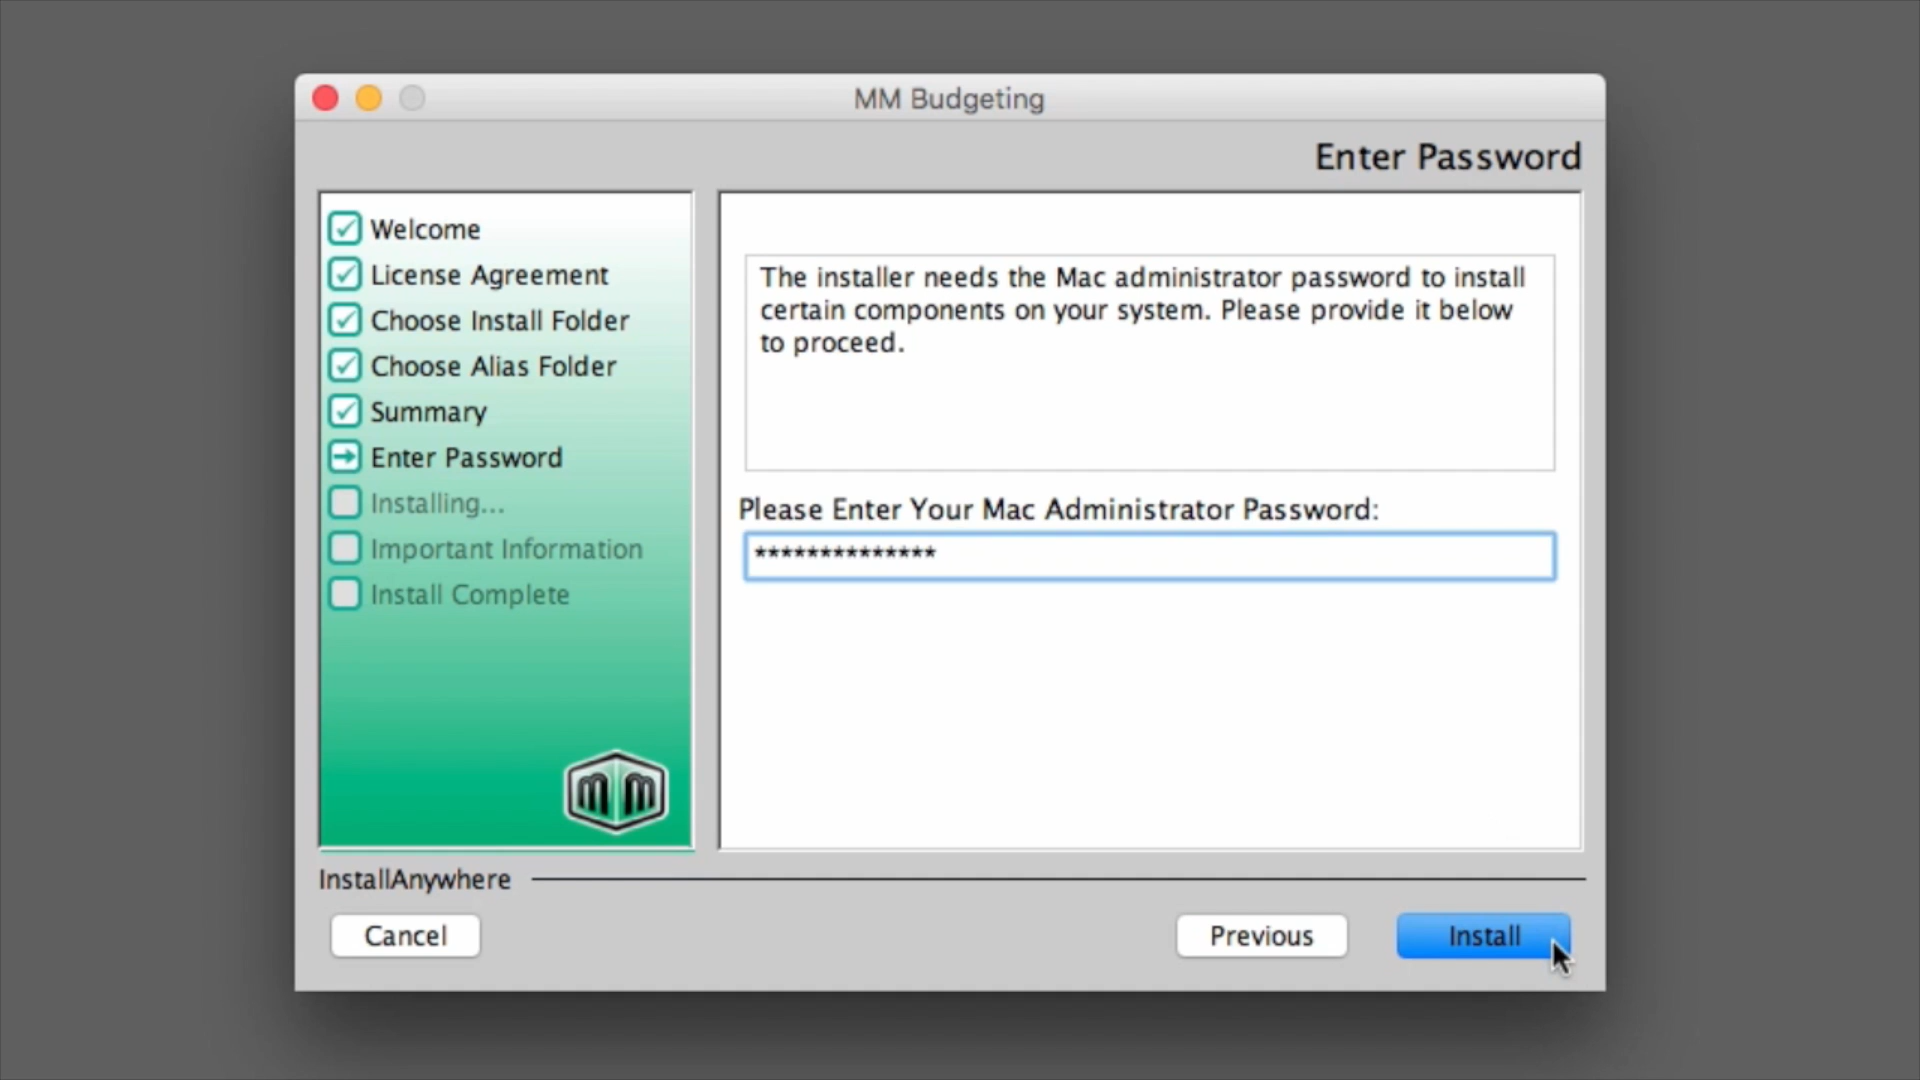 MM Budgeting
Enter Password
Welcome
License Agreement
Choose Install Folder
Choose Alias Folder
Summary
Enter Password
Installing...
Important Information
Install Complete
The installer needs the Mac administrator password to install
certain components on your system. Please provide it below
to proceed.
Please Enter Your Mac Administrator Password:
**************
mm
InstallAnywhere
Cancel
Previous
Install